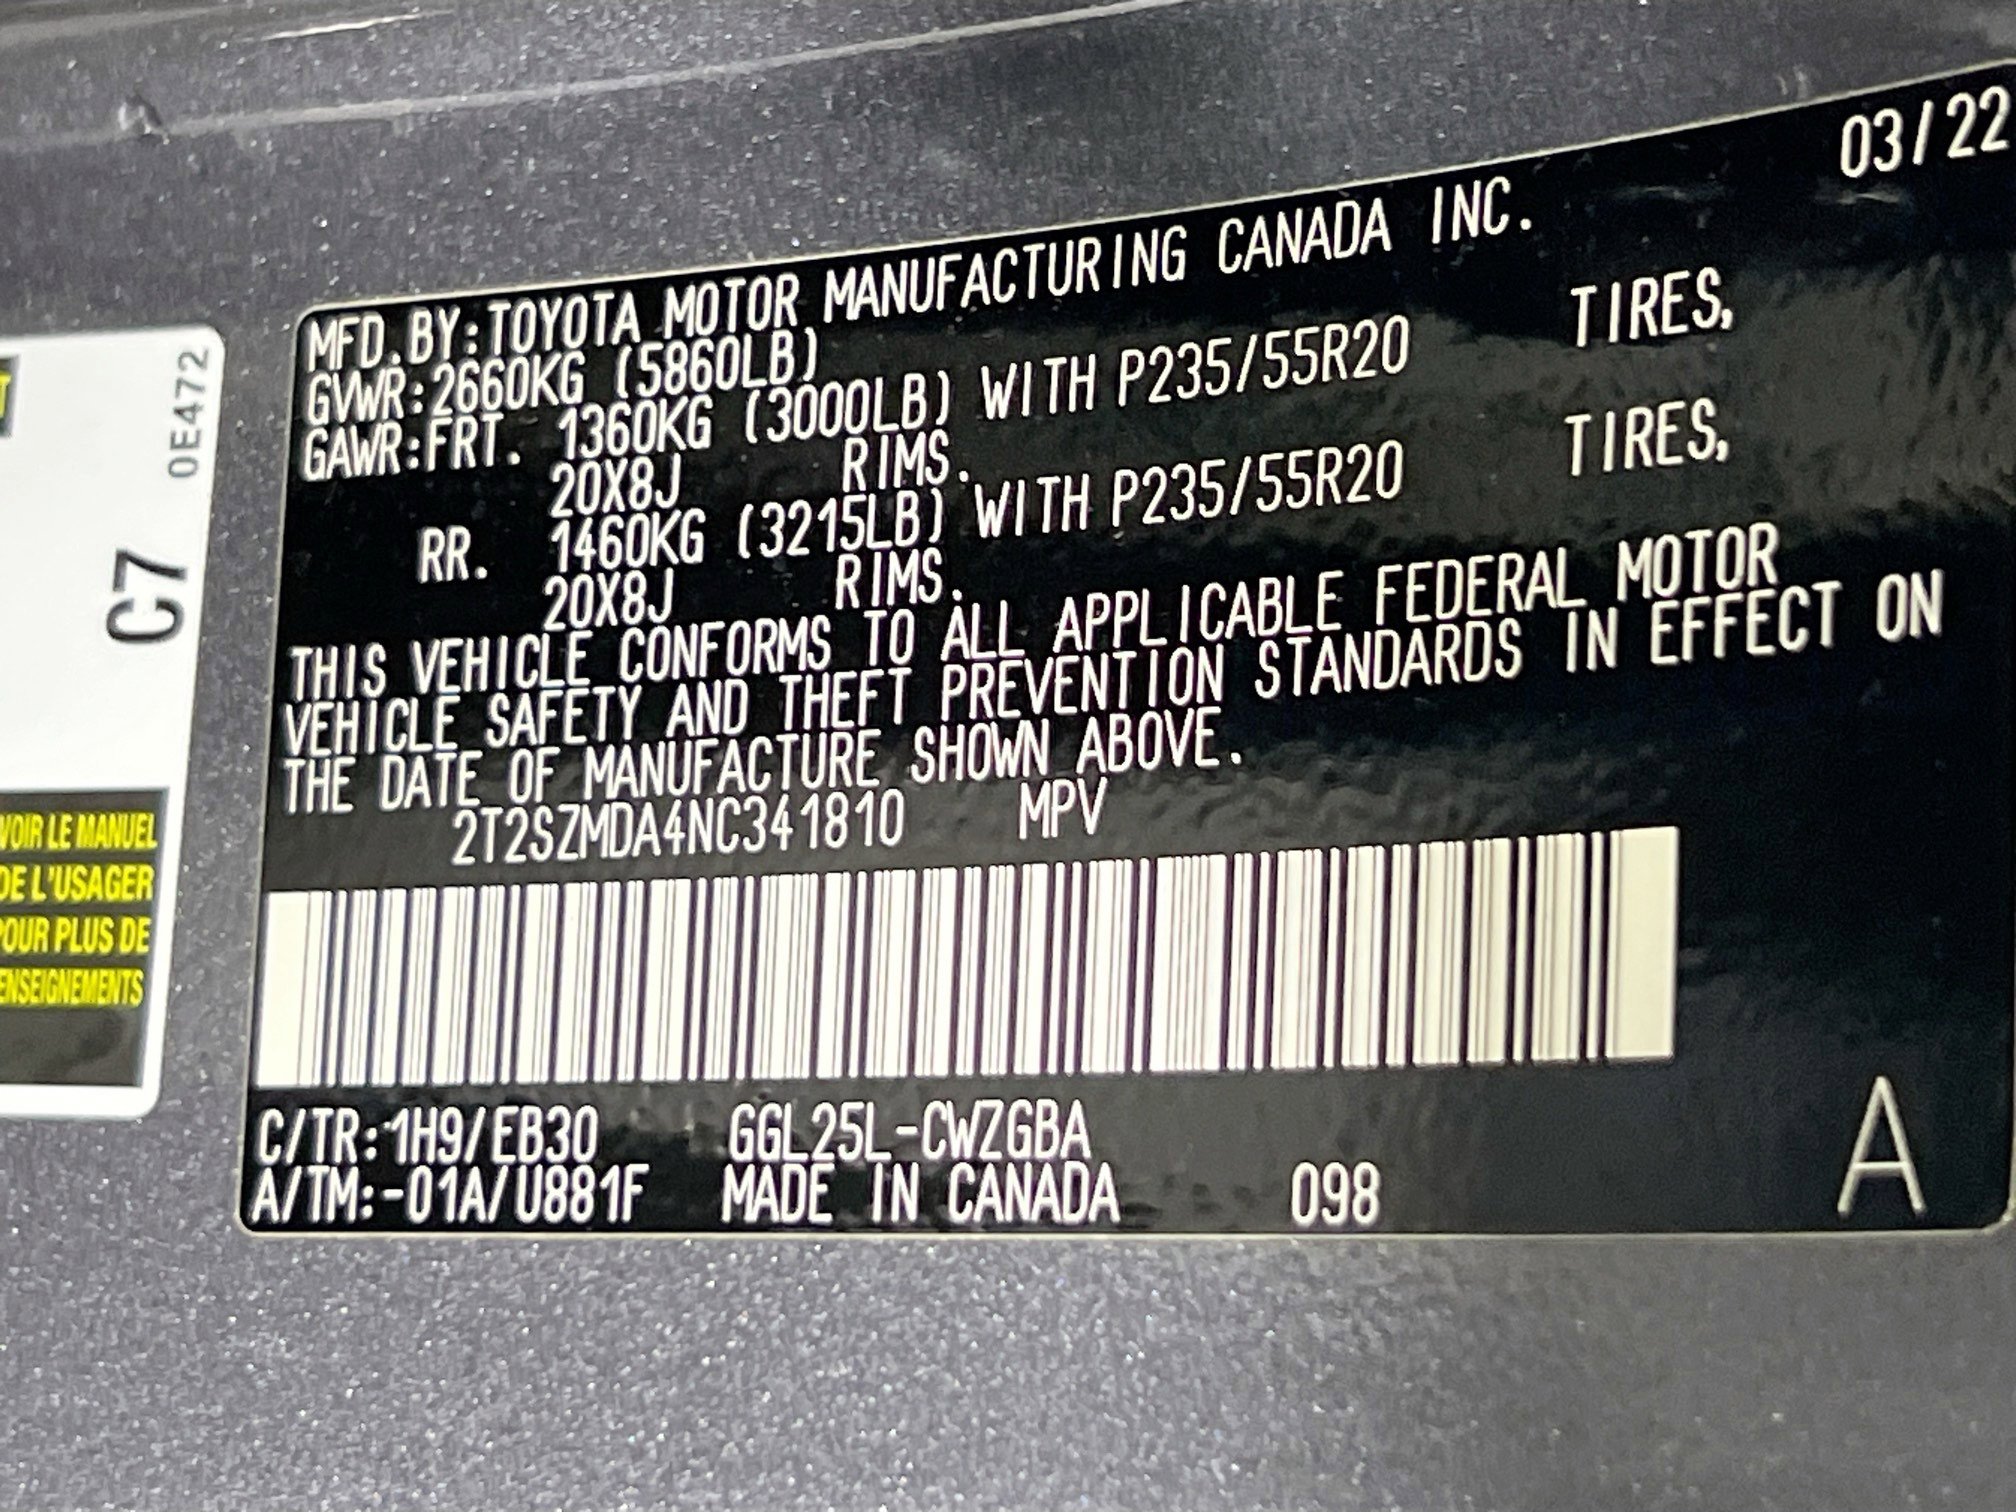 03/22
MFD.BY:TOYOTA MOTOR MANUFACTURING CANADA INC.
GVWR:2660KG (5860LB)
GAWR:FRT. 1360KG (3000LB) WITH P235/55R20 TIRES,
20X8J RIMS.
RR. 1460KG (3215LB) WITH P235/55R20 TIRES,
20X8J RIMS.
THIS VEHICLE CONFORMS TO ALL APPLICABLE FEDERAL MOTOR
VEHICLE SAFETY AND THEFT PREVENTION STANDARDS IN EFFECT ON
THE DATE OF MANUFACTURE SHOWN ABOVE.
2T2SZMDA4NC341810 MPV
C/TR:1H9/EB30 GGL25L-CWZGBA
A/TM:-01A/U881F MADE IN CANADA 098
A
0E472
C7
VOIR LE MANUEL
DE L'USAGER
POUR PLUS DE